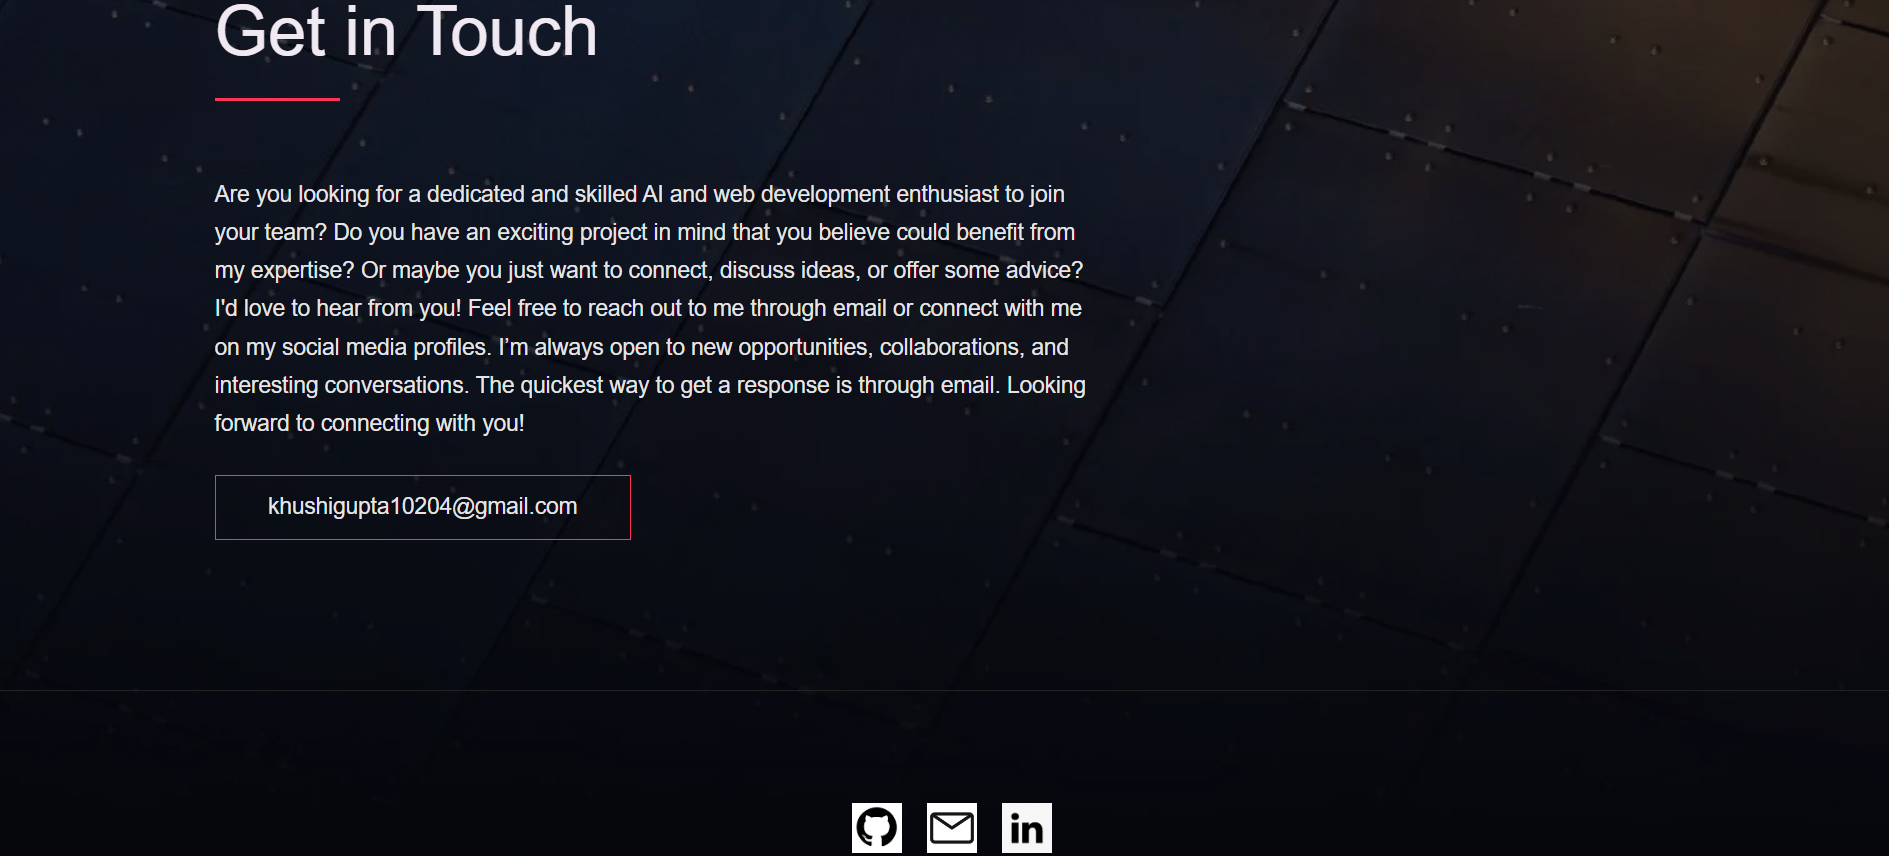 Get in Touch
Are you looking for a dedicated and skilled AI and web development enthusiast to join
your team? Do you have an exciting project in mind that you believe could benefit from
my expertise? Or maybe you just want to connect, discuss ideas, or offer some advice?
I'd love to hear from you! Feel free to reach out to me through email or connect with me
on my social media profiles. I’m always open to new opportunities, collaborations, and
interesting conversations. The quickest way to get a response is through email. Looking
forward to connecting with you!
khushigupta10204@gmail.com
in